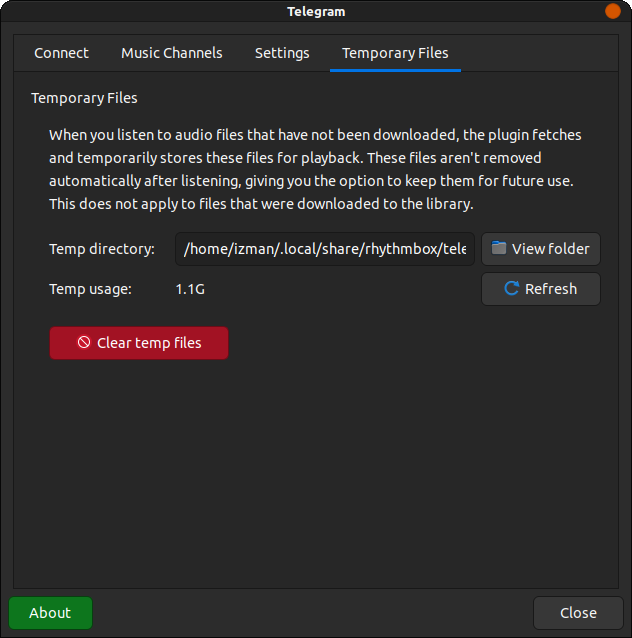 Telegram
Connect Music Channels Settings Temporary Files
Temporary Files
When you listen to audio files that have not been downloaded, the plugin fetches
and temporarily stores these files for playback. These files aren't removed
automatically after listening, giving you the option to keep them for future use.
This does not apply to files that were downloaded to the library.
Temp directory: /home/izman/.local/share/rhythmbox/tele View folder
Temp usage: 1.1G Refresh
Clear temp files
About Close